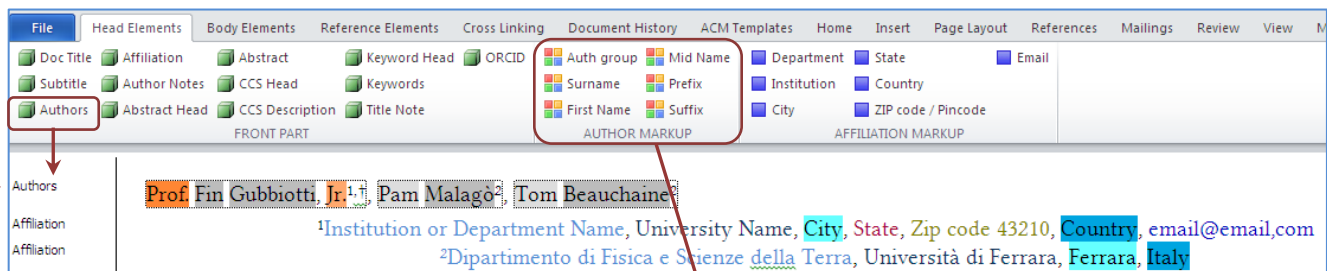 File Head Elements Body Elements Reference Elements Cross Linking Document History ACM Templates Home Insert Page Layout References Mailings Review View M
Doc Title Affiliation Abstract Keyword Head ORCID Auth group Mid Name Department State Email
Subtitle Author Notes CCS Head Keywords Surname Prefix Institution Country
Authors Abstract Head CCS Description Title Note First Name Suffix City ZIP code / Pincode
FRONT PART AUTHOR MARKUP AFFILIATION MARKUP
Authors Prof. Fin Gubbiotti, Jr.¹,†, Pam Malagò², Tom Beauchaine²
Affiliation ¹Institution or Department Name, University Name, City, State, Zip code 43210, Country, email@email,com
Affiliation ²Dipartimento di Fisica e Scienze della Terra, Università di Ferrara, Ferrara, Italy